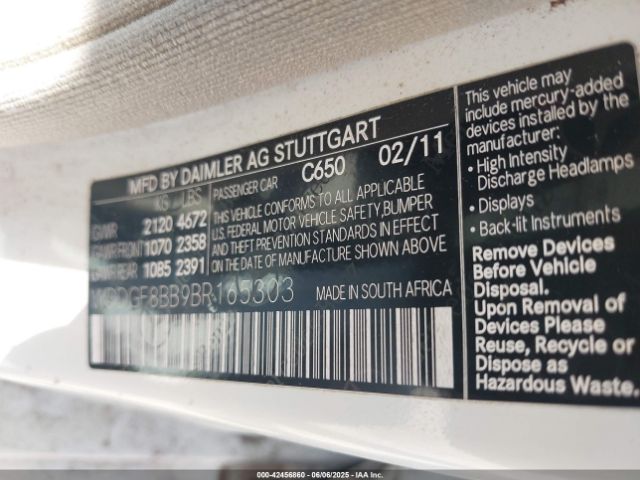 MFD BY DAIMLER AG STUTTGART
KG LBS PASSENGER CAR C650 02/11
GVWR 2120 4672
GAWR FRONT 1070 2358
GAWR REAR 1085 2391
THIS VEHICLE CONFORMS TO ALL APPLICABLE
U.S. FEDERAL MOTOR VEHICLE SAFETY,BUMPER
AND THEFT PREVENTION STANDARDS IN EFFECT
ON THE DATE OF MANUFACTURE SHOWN ABOVE
WDDGF8BB9BR165303 MADE IN SOUTH AFRICA
This vehicle may
include mercury-added
devices installed by the
manufacturer:
• High Intensity
Discharge Headlamps
• Displays
• Back-lit Instruments
Remove Devices
Before Vehicle
Disposal.
Upon Removal of
Devices Please
Reuse, Recycle or
Dispose as
Hazardous Waste.
000-42456860 - 06/06/2025 - IAA Inc.